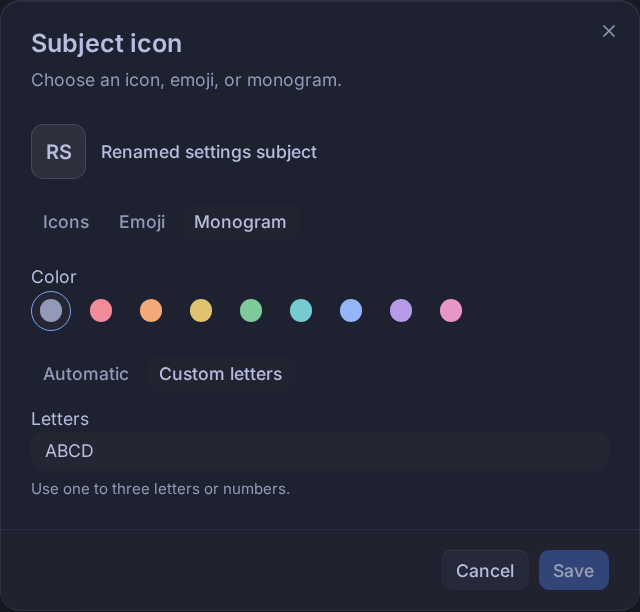 Subject icon
Choose an icon, emoji, or monogram.
RS Renamed settings subject
Icons Emoji Monogram
Color
Automatic Custom letters
Letters
ABCD
Use one to three letters or numbers.
Cancel Save